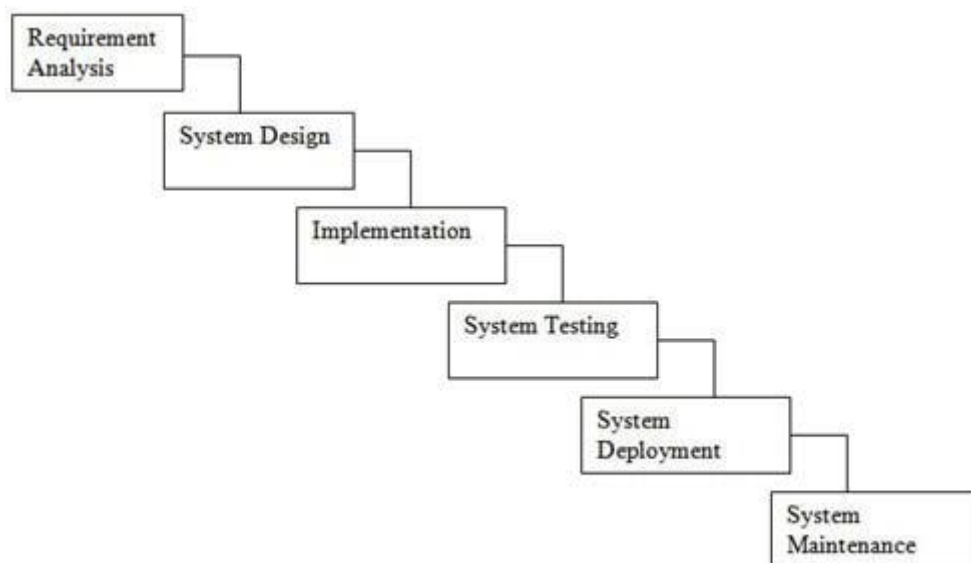 Requirement
Analysis
System Design
Implementation
System Testing
System
Deployment
System
Maintenance